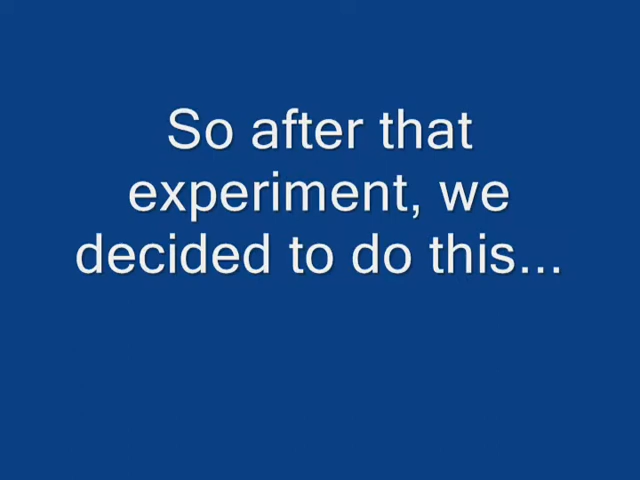 So after that
experiment, we
decided to do this...